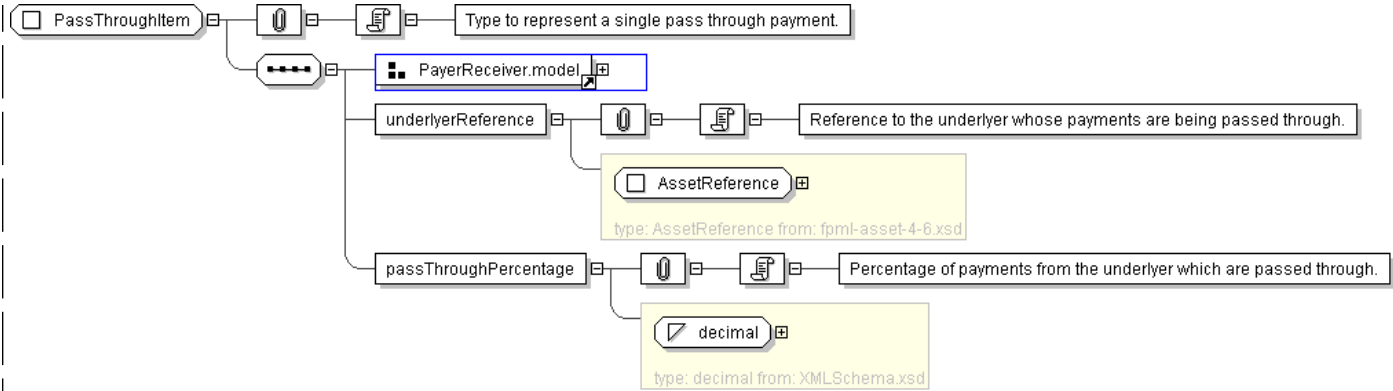 PassThroughItem
Type to represent a single pass through payment.
PayerReceiver.model
underlyerReference
Reference to the underlyer whose payments are being passed through.
AssetReference
type: AssetReference from: fpml-asset-4-6.xsd
passThroughPercentage
Percentage of payments from the underlyer which are passed through.
decimal
type: decimal from: XMLSchema.xsd